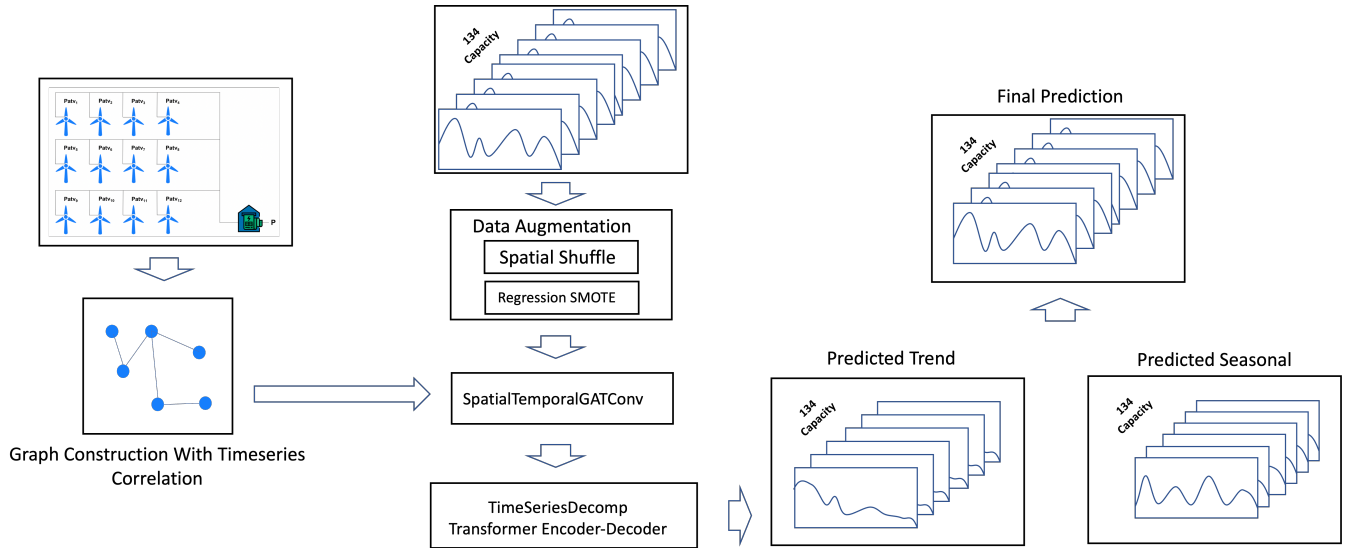 Patv₁ Patv₂ Patv₃ Patv₄
Patv₅ Patv₆ Patv₇ Patv₈
Patv₉ Patv₁₀ Patv₁₁ Patv₁₂
P
Graph Construction With Timeseries
Correlation
134
Capacity
Data Augmentation
Spatial Shuffle
Regression SMOTE
SpatialTemporalGATConv
TimeSeriesDecomp
Transformer Encoder-Decoder
Final Prediction
134
Capacity
Predicted Trend
134
Capacity
Predicted Seasonal
134
Capacity